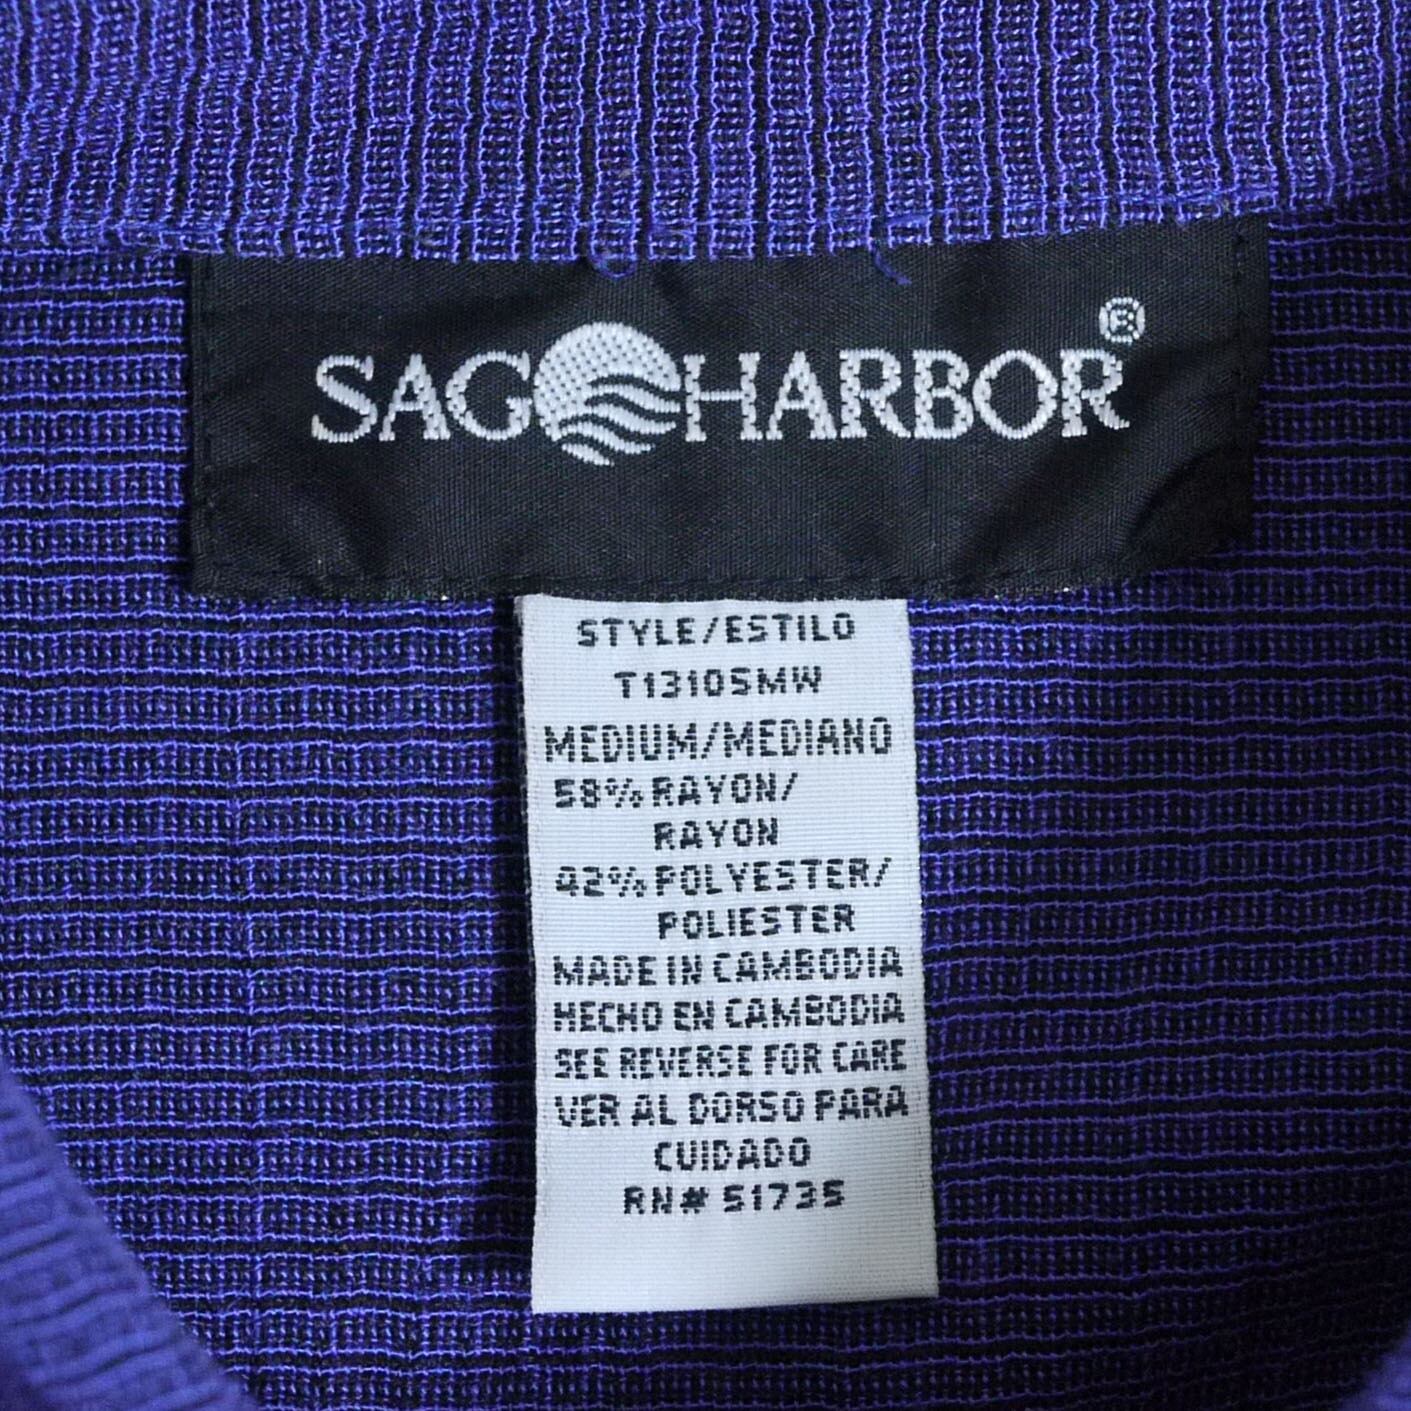 SAG HARBOR®
STYLE/ESTILO
T1310SMW
MEDIUM/MEDIANO
58% RAYON/
RAYON
42% POLYESTER/
POLIESTER
MADE IN CAMBODIA
HECHO EN CAMBODIA
SEE REVERSE FOR CARE
VER AL DORSO PARA
CUIDADO
RN# 51735